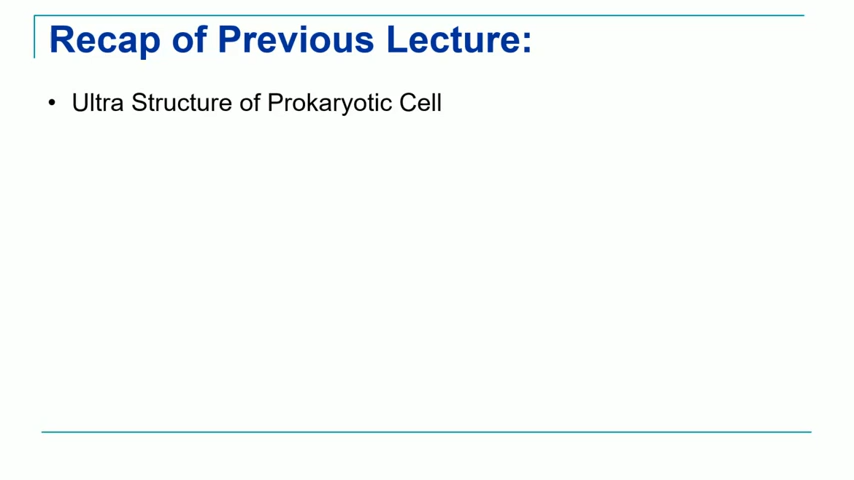 Recap of Previous Lecture:
• Ultra Structure of Prokaryotic Cell